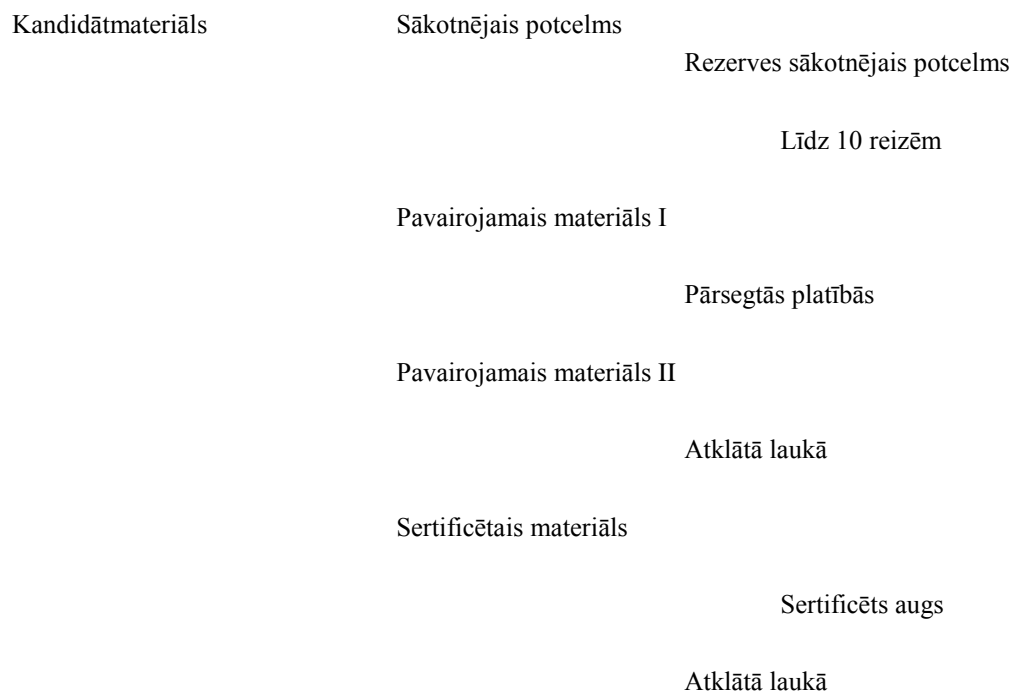 Kandidātmateriāls Sākotnējais potcelms
Rezerves sākotnējais potcelms
Līdz 10 reizēm
Pavairojamais materiāls I
Pārsegtās platībās
Pavairojamais materiāls II
Atklātā laukā
Sertificētais materiāls
Sertificēts augs
Atklātā laukā